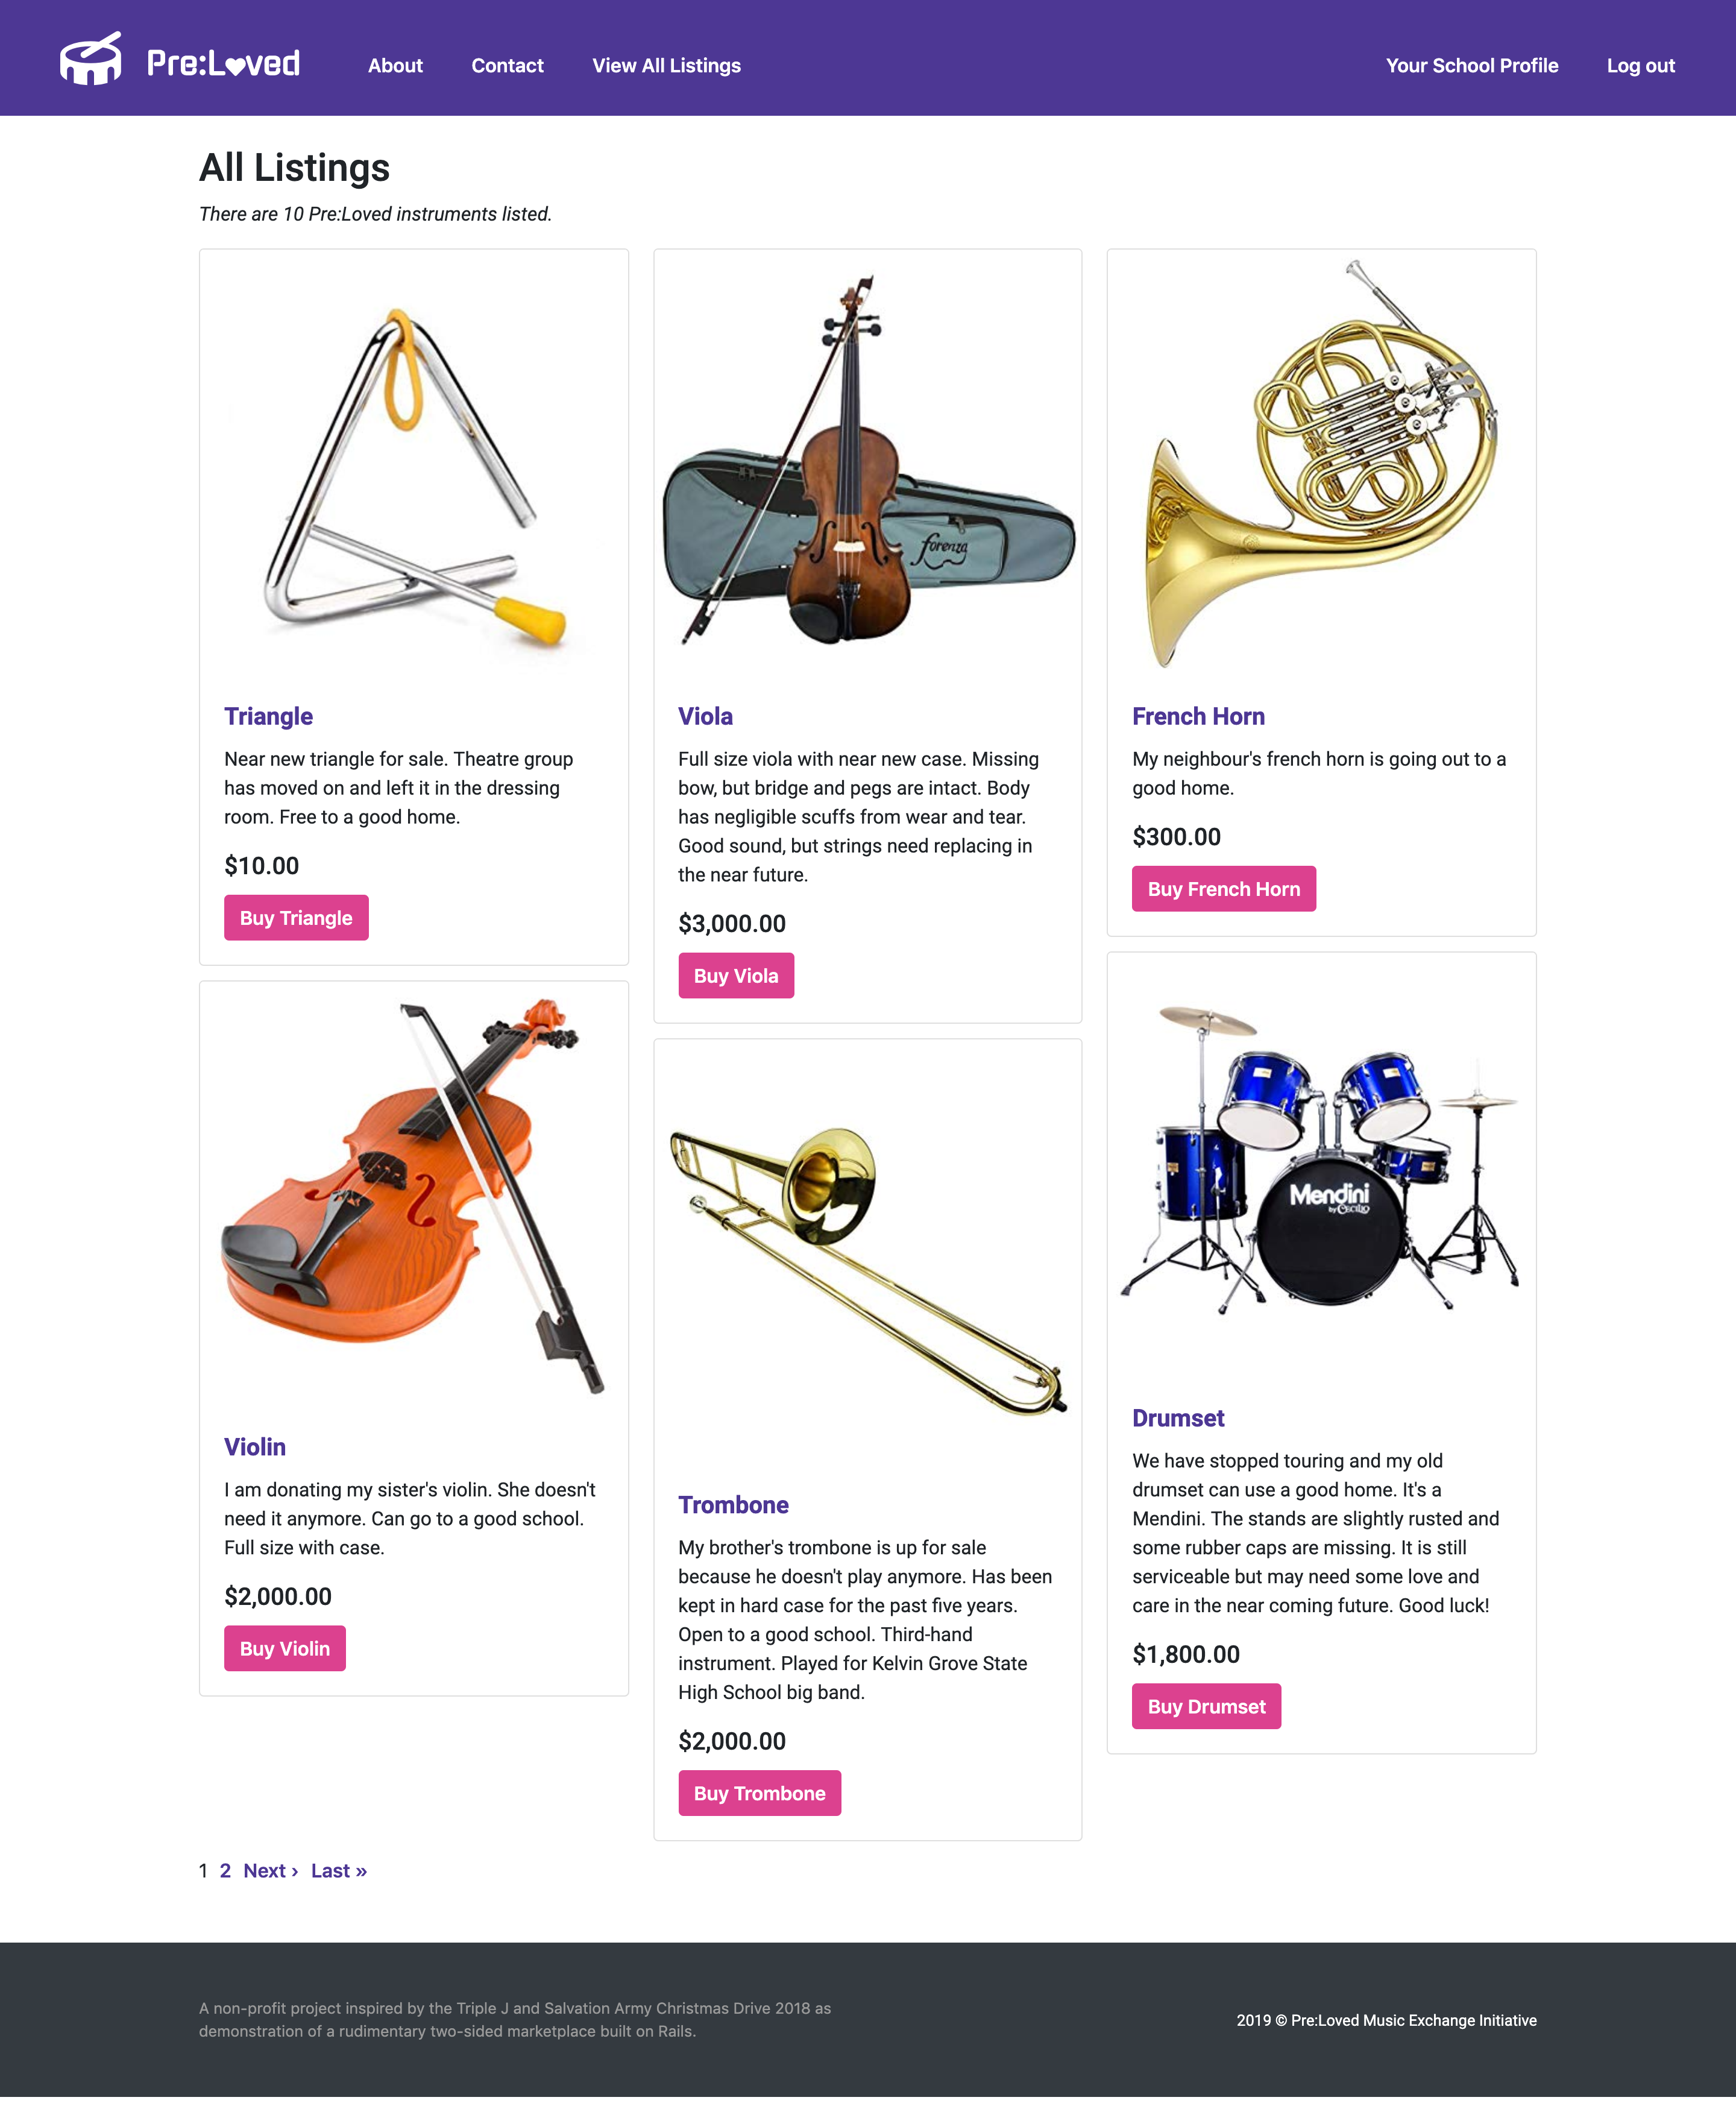 Pre:Loved
About
Contact
View All Listings
Your School Profile
Log out
All Listings
There are 10 Pre:Loved instruments listed.
Triangle
Near new triangle for sale. Theatre group
has moved on and left it in the dressing
room. Free to a good home.
$10.00
Buy Triangle
forenza
Viola
Full size viola with near new case. Missing
bow, but bridge and pegs are intact. Body
has negligible scuffs from wear and tear.
Good sound, but strings need replacing in
the near future.
$3,000.00
Buy Viola
French Horn
My neighbour's french horn is going out to a
good home.
$300.00
Buy French Horn
Violin
I am donating my sister's violin. She doesn't
need it anymore. Can go to a good school.
Full size with case.
$2,000.00
Buy Violin
Trombone
My brother's trombone is up for sale
because he doesn't play anymore. Has been
kept in hard case for the past five years.
Open to a good school. Third-hand
instrument. Played for Kelvin Grove State
High School big band.
$2,000.00
Buy Trombone
Mendini
by CECILIO
Drumset
We have stopped touring and my old
drumset can use a good home. It's a
Mendini. The stands are slightly rusted and
some rubber caps are missing. It is still
serviceable but may need some love and
care in the near coming future. Good luck!
$1,800.00
Buy Drumset
1 2 Next › Last »
A non-profit project inspired by the Triple J and Salvation Army Christmas Drive 2018 as
demonstration of a rudimentary two-sided marketplace built on Rails.
2019 © Pre:Loved Music Exchange Initiative